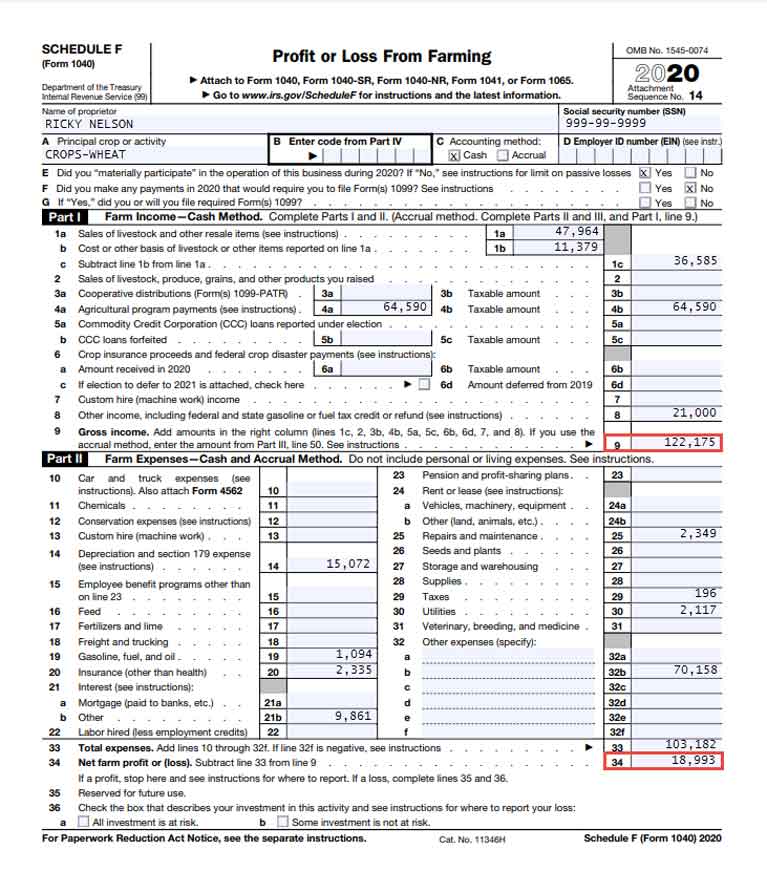 SCHEDULE F
(Form 1040)
Department of the Treasury
Internal Revenue Service (99)
Profit or Loss From Farming
▶ Attach to Form 1040, Form 1040-SR, Form 1040-NR, Form 1041, or Form 1065.
▶ Go to www.irs.gov/ScheduleF for instructions and the latest information.
OMB No. 1545-0074
2020
Attachment
Sequence No. 14
Name of proprietor
RICKY NELSON
Social security number (SSN)
999-99-9999
A Principal crop or activity
CROPS-WHEAT
B Enter code from Part IV
▶
C Accounting method:
X Cash Accrual
D Employer ID number (EIN) (see instr.)
E Did you "materially participate" in the operation of this business during 2020? If "No," see instructions for limit on passive losses X Yes No
F Did you make any payments in 2020 that would require you to file Form(s) 1099? See instructions . . . . . . . . Yes X No
G If "Yes," did you or will you file required Form(s) 1099? . . . . . . . . Yes No
Part I Farm Income—Cash Method. Complete Parts I and II. (Accrual method. Complete Parts II and III, and Part I, line 9.)
1a Sales of livestock and other resale items (see instructions) . . . . . . 1a 47,964
b Cost or other basis of livestock or other items reported on line 1a . . . . 1b 11,379
c Subtract line 1b from line 1a . . . . . . . . 1c 36,585
2 Sales of livestock, produce, grains, and other products you raised . . . . . . . . 2
3a Cooperative distributions (Form(s) 1099-PATR) . 3a 3b Taxable amount . . . 3b
4a Agricultural program payments (see instructions) . 4a 64,590 4b Taxable amount . . . 4b 64,590
5a Commodity Credit Corporation (CCC) loans reported under election . . . . . . . . 5a
b CCC loans forfeited . . . . . . 5b 5c Taxable amount . . . 5c
6 Crop insurance proceeds and federal crop disaster payments (see instructions):
a Amount received in 2020 . . . . . 6a 6b Taxable amount . . . 6b
c If election to defer to 2021 is attached, check here . . . . . ▶ 6d Amount deferred from 2019 6d
7 Custom hire (machine work) income . . . . . . . . 7
8 Other income, including federal and state gasoline or fuel tax credit or refund (see instructions) . . . . . . 8 21,000
9 Gross income. Add amounts in the right column (lines 1c, 2, 3b, 4b, 5a, 5c, 6b, 6d, 7, and 8). If you use the
accrual method, enter the amount from Part III, line 50. See instructions . . . . . . . . ▶ 9 122,175
Part II Farm Expenses—Cash and Accrual Method. Do not include personal or living expenses. See instructions.
10 Car and truck expenses (see
instructions). Also attach Form 4562 10
11 Chemicals . . . . . . . 11
12 Conservation expenses (see instructions) 12
13 Custom hire (machine work) . . . 13
14 Depreciation and section 179 expense
(see instructions) . . . . . . 14 15,072
15 Employee benefit programs other than
on line 23 . . . . . . . 15
16 Feed . . . . . . . . 16
17 Fertilizers and lime . . . . . 17
18 Freight and trucking . . . . . 18
19 Gasoline, fuel, and oil . . . . . 19 1,094
20 Insurance (other than health) . . 20 2,335
21 Interest (see instructions):
a Mortgage (paid to banks, etc.) . . 21a
b Other . . . . . . . . 21b 9,861
22 Labor hired (less employment credits) 22
23 Pension and profit-sharing plans . . 23
24 Rent or lease (see instructions):
a Vehicles, machinery, equipment . . 24a
b Other (land, animals, etc.) . . . . 24b
25 Repairs and maintenance . . . . 25 2,349
26 Seeds and plants . . . . . 26
27 Storage and warehousing . . . 27
28 Supplies . . . . . . . 28
29 Taxes . . . . . . . . 29 196
30 Utilities . . . . . . . . 30 2,117
31 Veterinary, breeding, and medicine . 31
32 Other expenses (specify):
a 32a
b 32b 70,158
c 32c
d 32d
e 32e
f 32f
33 Total expenses. Add lines 10 through 32f. If line 32f is negative, see instructions . . . . . . . . ▶ 33 103,182
34 Net farm profit or (loss). Subtract line 33 from line 9 . . . . . . . . 34 18,993
If a profit, stop here and see instructions for where to report. If a loss, complete lines 35 and 36.
35 Reserved for future use.
36 Check the box that describes your investment in this activity and see instructions for where to report your loss:
a All investment is at risk. b Some investment is not at risk.
For Paperwork Reduction Act Notice, see the separate instructions. Cat. No. 11346H Schedule F (Form 1040) 2020